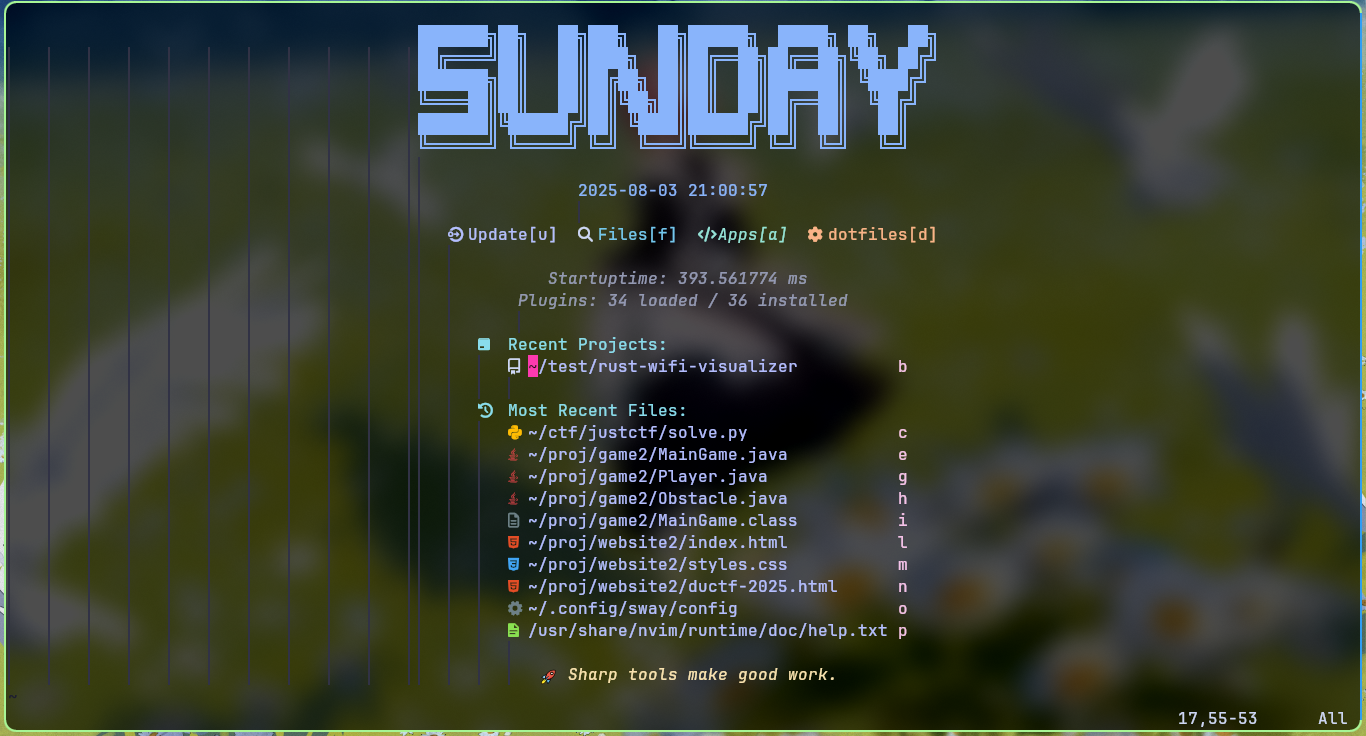 SUNDAY
2025-08-03 21:00:57
Update[u] Files[f] Apps[a] dotfiles[d]
Startuptime: 393.561774 ms
Plugins: 34 loaded / 36 installed
Recent Projects:
~/test/rust-wifi-visualizer b
Most Recent Files:
~/ctf/justctf/solve.py c
~/proj/game2/MainGame.java e
~/proj/game2/Player.java g
~/proj/game2/Obstacle.java h
~/proj/game2/MainGame.class i
~/proj/website2/index.html l
~/proj/website2/styles.css m
~/proj/website2/ductf-2025.html n
~/.config/sway/config o
/usr/share/nvim/runtime/doc/help.txt p
🚀 Sharp tools make good work.
~
17,55-53 All